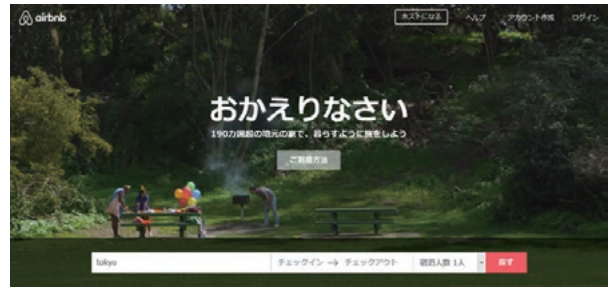 airbnb
ホストになる ヘルプ アカウント作成 ログイン
おかえりなさい
190カ国超の地元の家で、暮らすように旅をしよう
ご利用方法
tokyo チェックイン → チェックアウト 宿泊人数 1人 探す